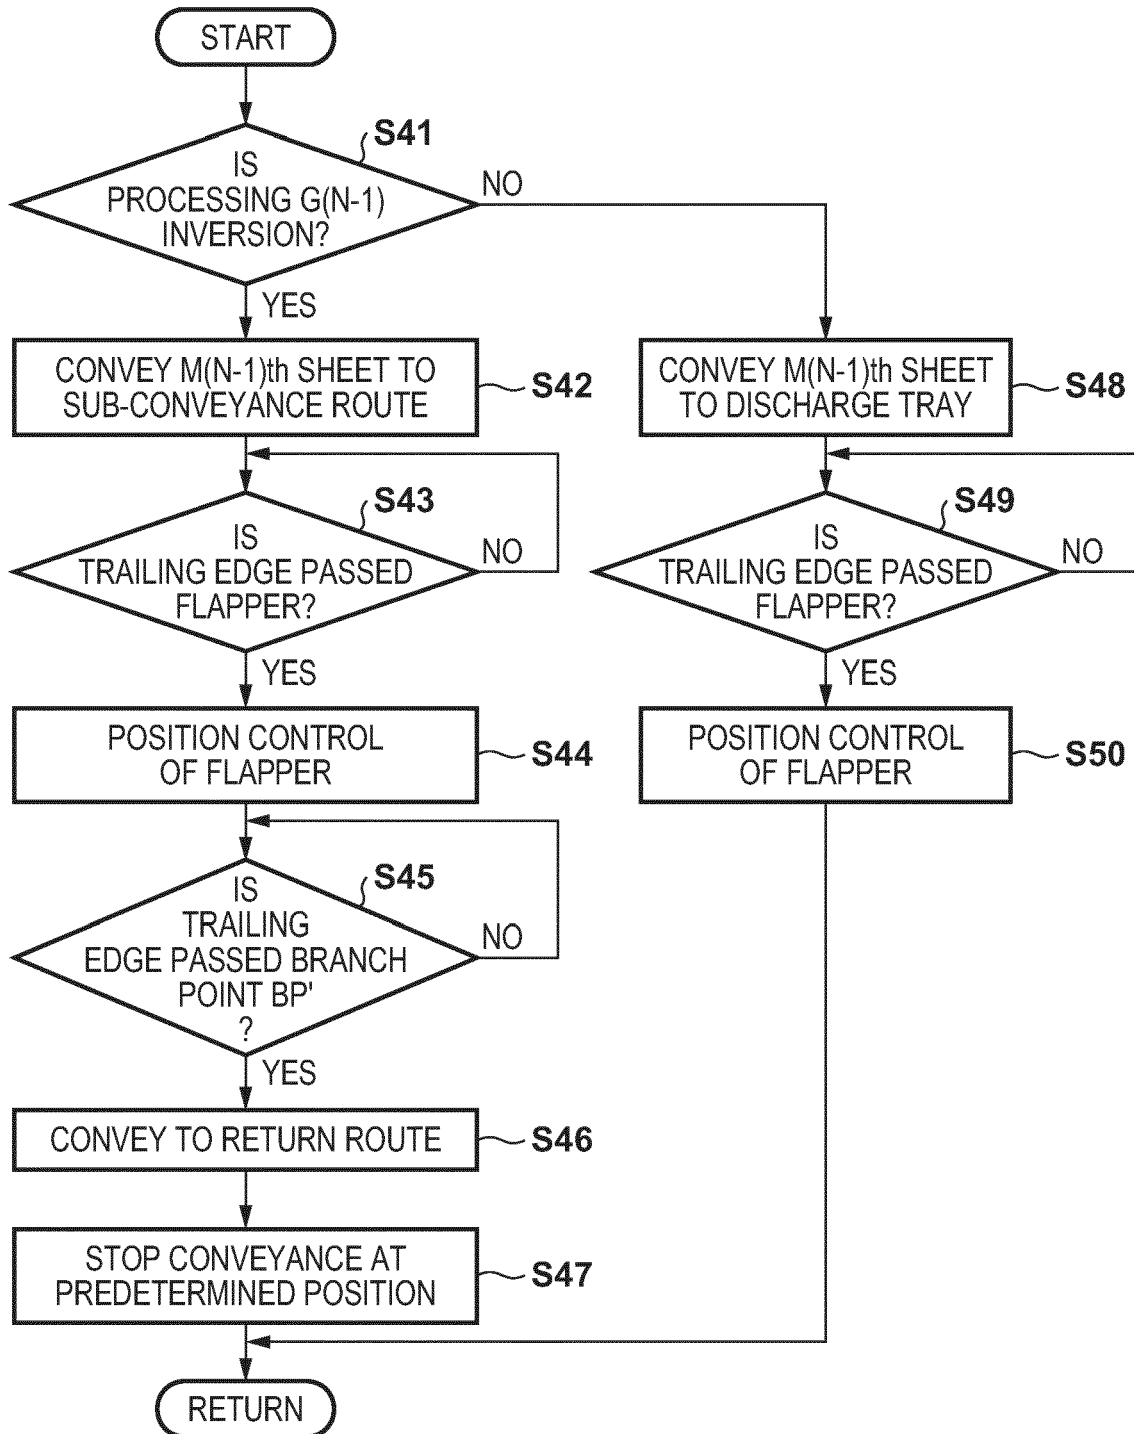 START
S41
IS
PROCESSING G(N-1)
INVERSION?
NO
YES
CONVEY M(N-1)th SHEET TO
SUB-CONVEYANCE ROUTE
S42
CONVEY M(N-1)th SHEET
TO DISCHARGE TRAY
S48
S43
IS
TRAILING EDGE PASSED
FLAPPER?
NO
YES
S49
IS
TRAILING EDGE PASSED
FLAPPER?
NO
YES
POSITION CONTROL
OF FLAPPER
S44
POSITION CONTROL
OF FLAPPER
S50
S45
IS
TRAILING
EDGE PASSED BRANCH
POINT BP'
?
NO
YES
CONVEY TO RETURN ROUTE
S46
STOP CONVEYANCE AT
PREDETERMINED POSITION
S47
RETURN